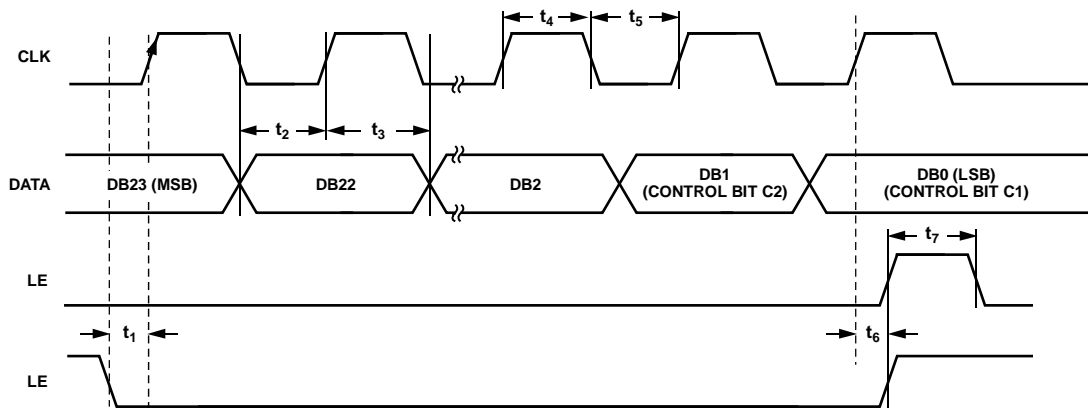 CLK
t4
t5
t2
t3
DATA
DB23 (MSB)
DB22
DB2
DB1
(CONTROL BIT C2)
DB0 (LSB)
(CONTROL BIT C1)
t7
LE
t1
t6
LE